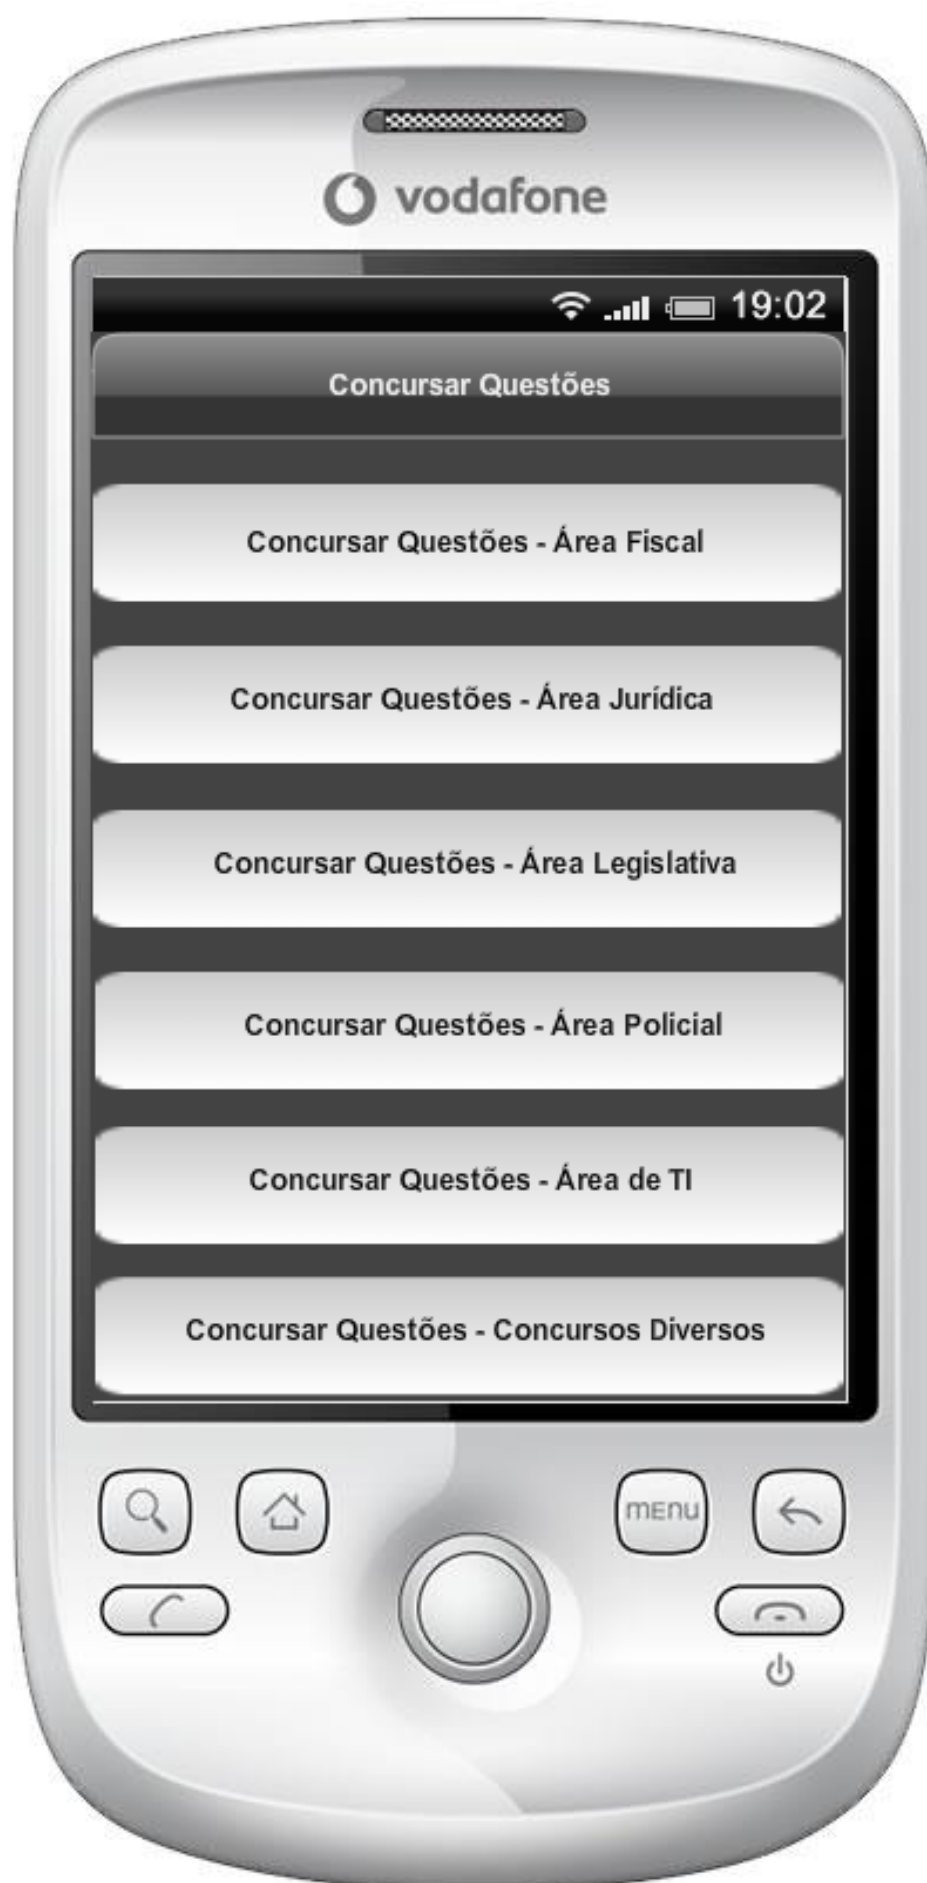 vodafone
19:02
Concursar Questões
Concursar Questões - Área Fiscal
Concursar Questões - Área Jurídica
Concursar Questões - Área Legislativa
Concursar Questões - Área Policial
Concursar Questões - Área de TI
Concursar Questões - Concursos Diversos
mEnu